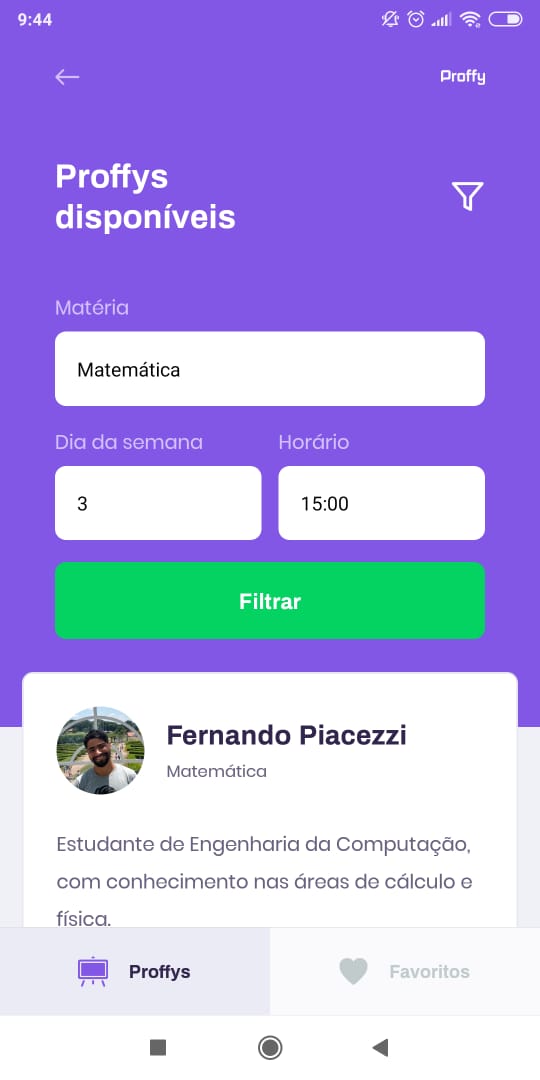 9:44
Proffy
Proffys
disponíveis
Matéria
Matemática
Dia da semana Horário
3 15:00
Filtrar
Fernando Piacezzi
Matemática
Estudante de Engenharia da Computação,
com conhecimento nas áreas de cálculo e
física.
Proffys Favoritos